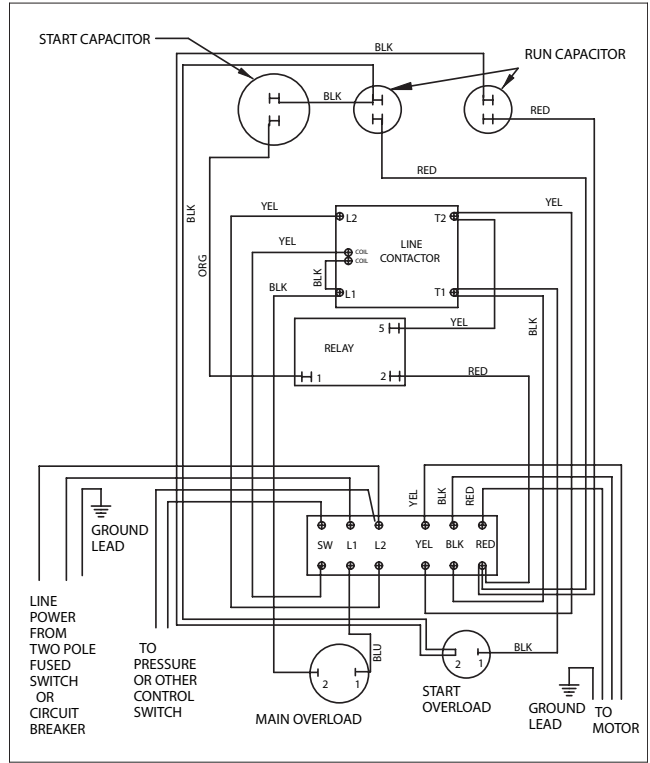 START CAPACITOR
BLK
RUN CAPACITOR
BLK
RED
RED
BLK
YEL
YEL
L2
T2
YEL
COIL
LINE
COIL
CONTACTOR
ORG
BLK
BLK
L1
T1
BLK
5
YEL
RELAY
1
2
RED
YEL
BLK
RED
GROUND
LEAD
SW
L1
L2
YEL
BLK
RED
LINE
POWER
FROM
TWO POLE
FUSED
SWITCH
OR
CIRCUIT
BREAKER
TO
PRESSURE
OR OTHER
CONTROL
SWITCH
BLU
2
1
MAIN OVERLOAD
2
1
BLK
START
OVERLOAD
GROUND
LEAD
TO
MOTOR